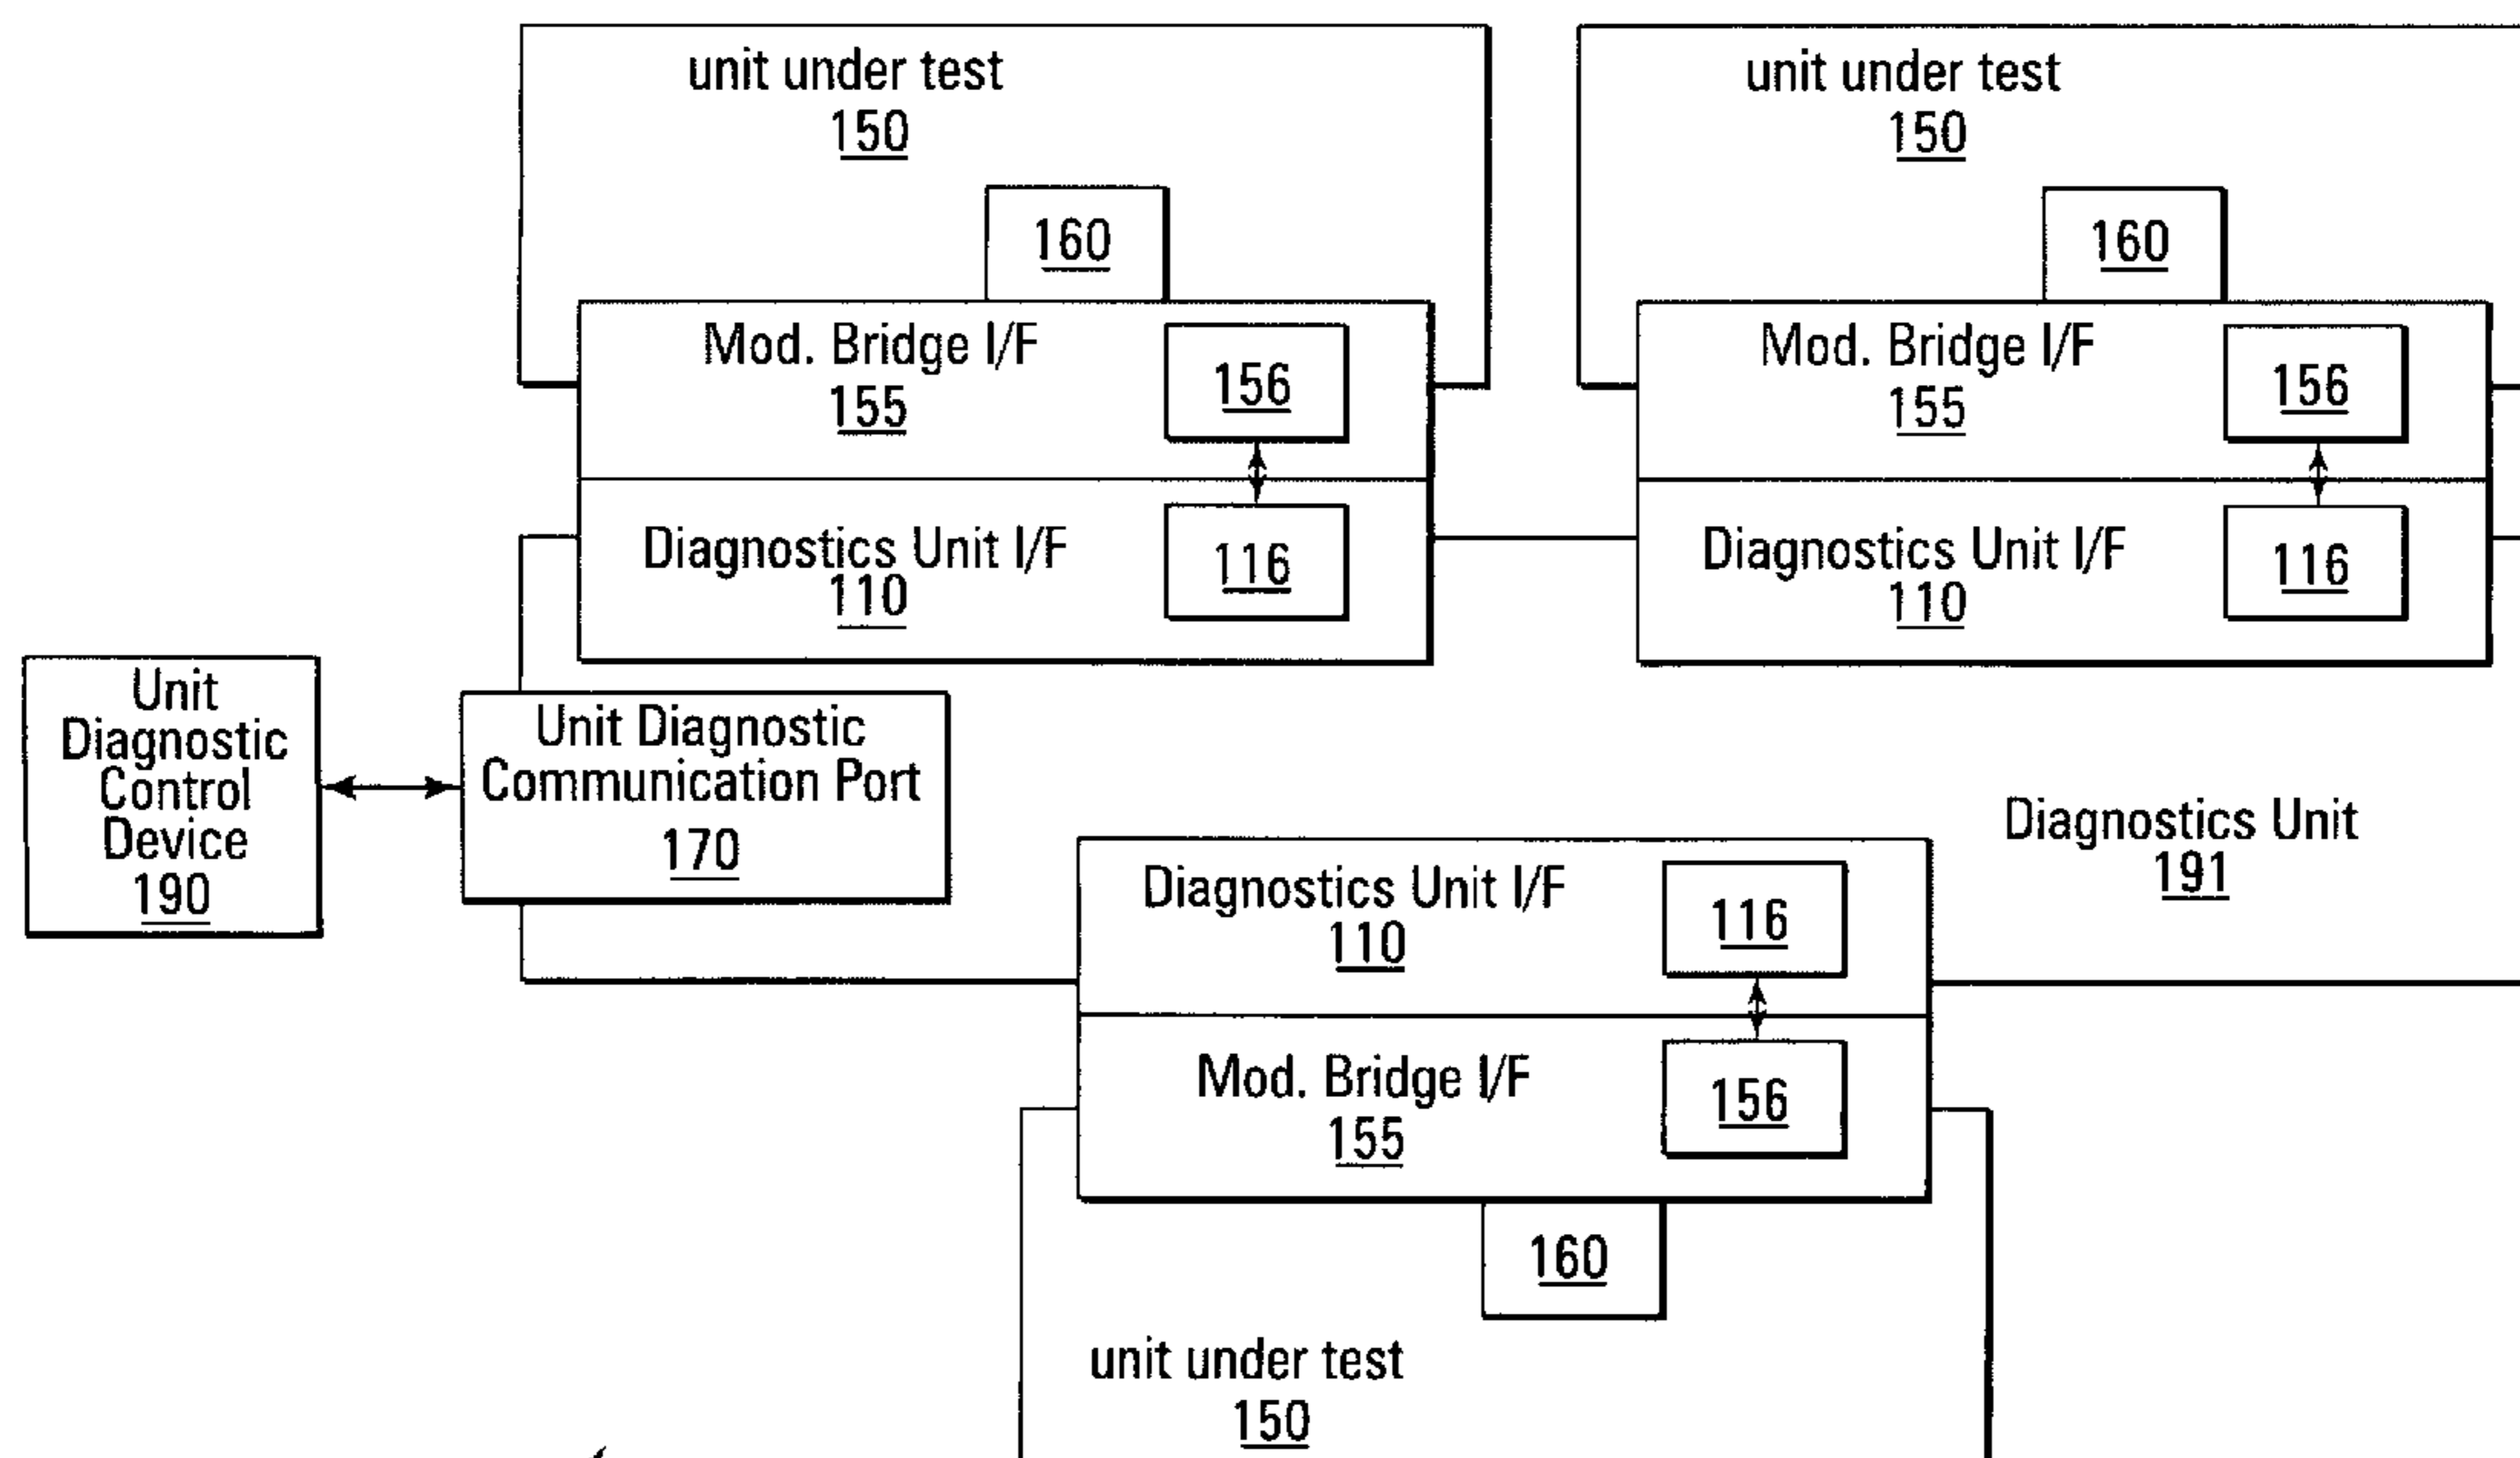 unit under test
150
160
Mod. Bridge I/F
155
156
Diagnostics Unit I/F
110
116
unit under test
150
160
Mod. Bridge I/F
155
156
Diagnostics Unit I/F
110
116
Unit
Diagnostic
Control
Device
190
Unit Diagnostic
Communication Port
170
Diagnostics Unit
191
Diagnostics Unit I/F
110
116
Mod. Bridge I/F
155
156
160
unit under test
150